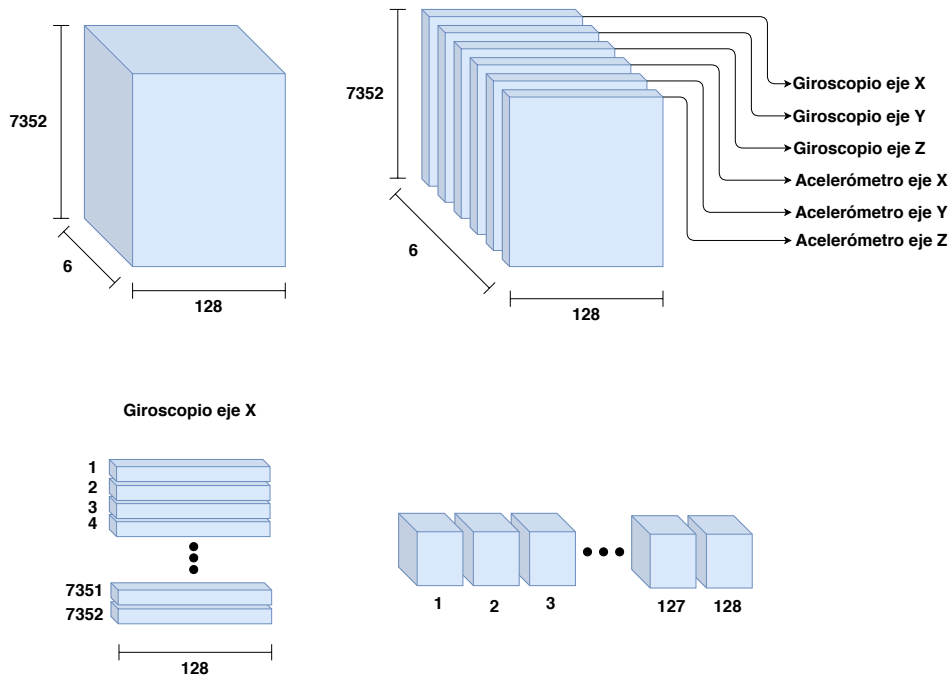 7352
6
128
7352
6
128
Giroscopio eje X
Giroscopio eje Y
Giroscopio eje Z
Acelerómetro eje X
Acelerómetro eje Y
Acelerómetro eje Z
Giroscopio eje X
1
2
3
4
7351
7352
128
1 2 3 127 128